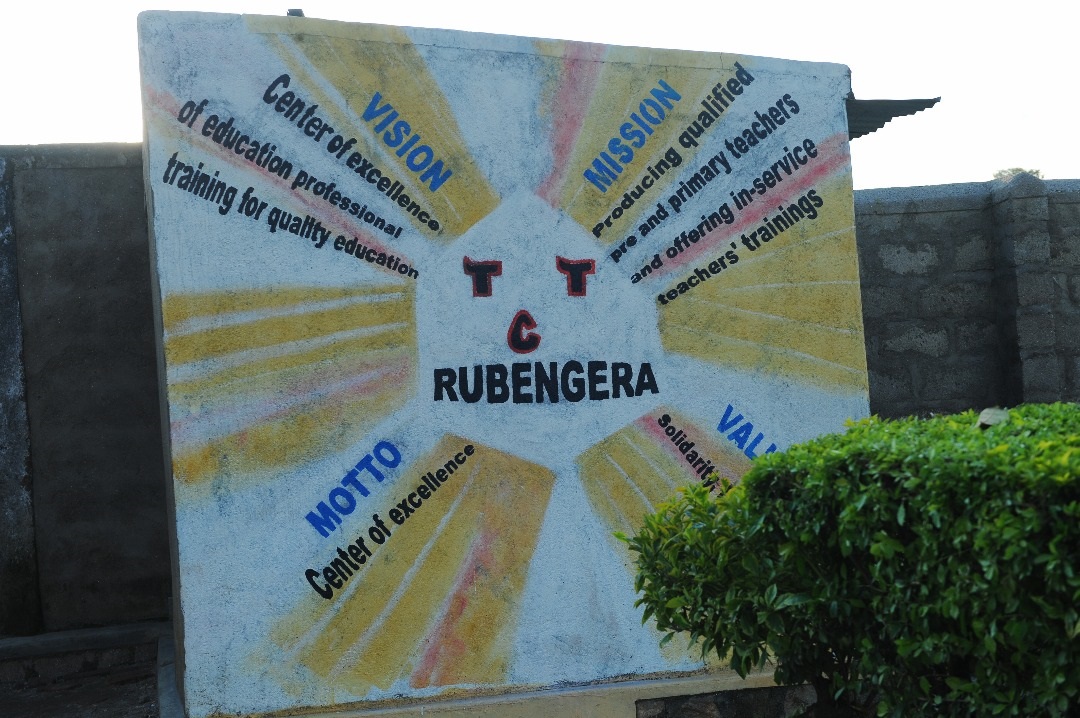 VISION
Center of excellence
of education professional
training for quality education
MISSION
Producing qualified
pre and primary teachers
and offering in-service
teachers' trainings
T T
C
RUBENGERA
MOTTO
Center of excellence
Solidarity